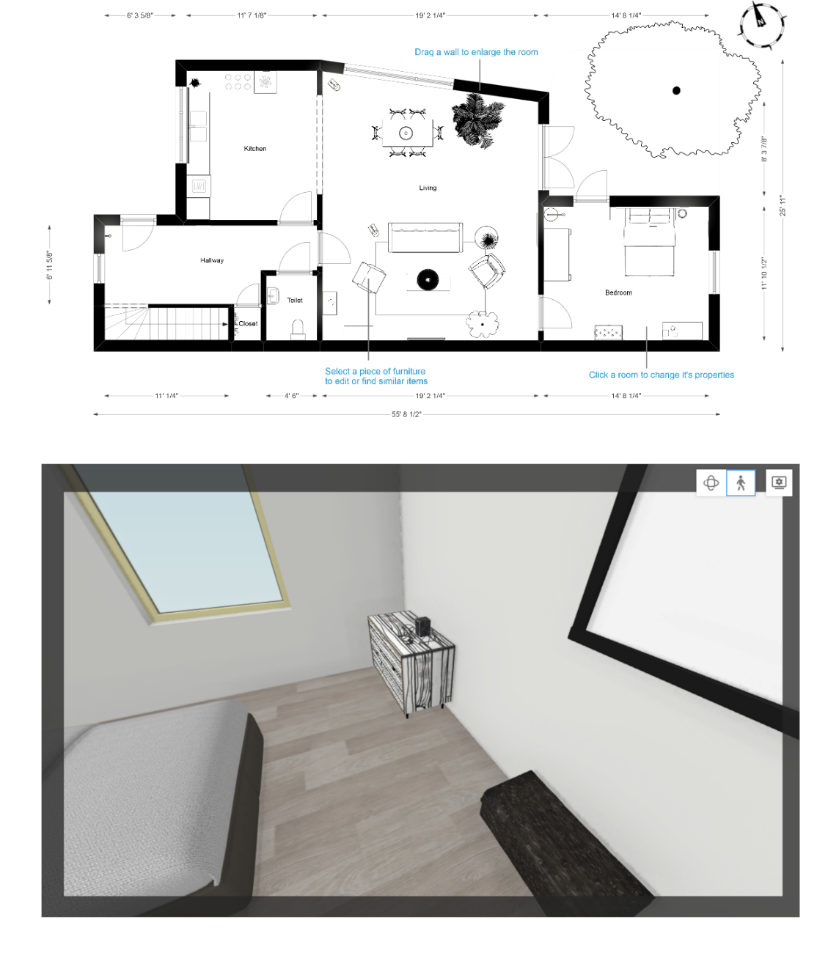 6' 3 5/8"
11' 7 1/8"
19' 2 1/4"
14' 8 1/4"
N
Drag a wall to enlarge the room
Kitchen
Living
8' 3 7/8"
25' 11"
6' 11 5/8"
Hallway
11' 10 1/2"
Toilet
Bedroom
Closet
Select a piece of furniture
to edit or find similar items
Click a room to change it's properties
11' 1/4"
4' 6"
19' 2 1/4"
14' 8 1/4"
55' 8 1/2"